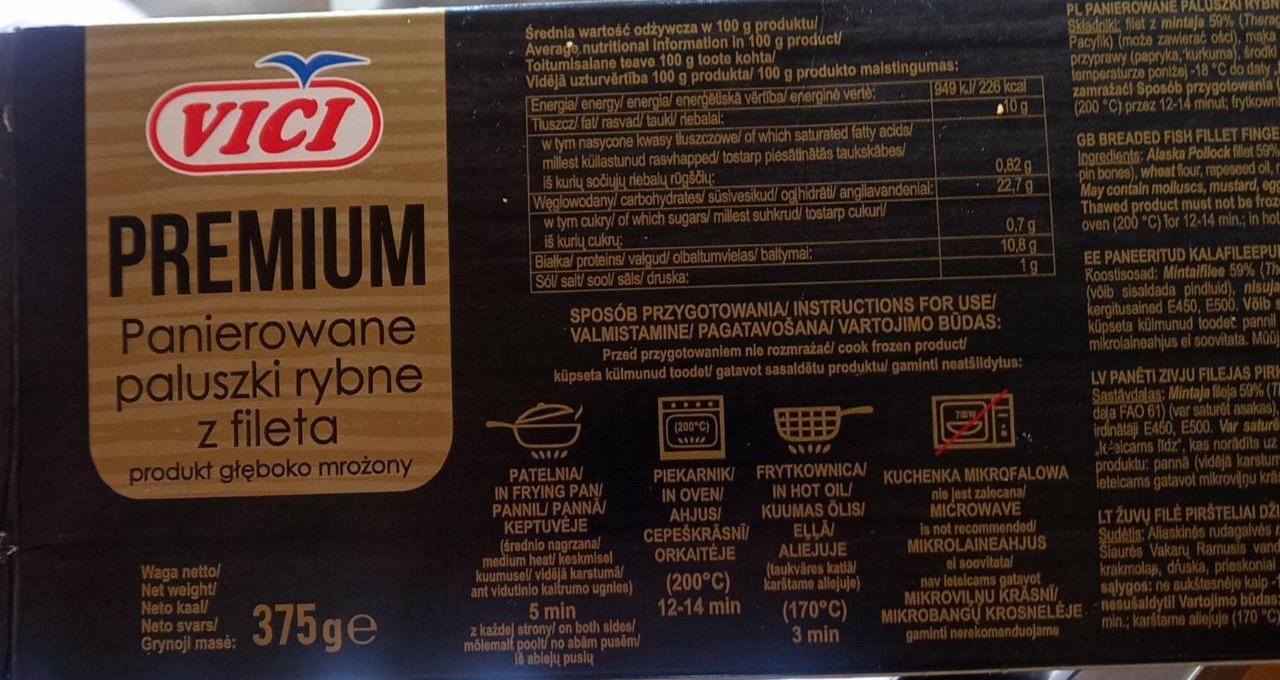 VICI
PREMIUM
Panierowane
paluszki rybne
z fileta
produkt głęboko mrożony
Waga netto/
Net weight/
Neto kaal/
Neto svars/
Grynoji masė:
375ge
Średnia wartość odżywcza w 100 g produktu/
Average nutritional information in 100 g product/
Toitumisalane teave 100 g toote kohta/
Vidējā uzturvērtība 100 g produkta/ 100 g produkto maistingumas:
Energia/ energy/ energia/ enerģētiskā vērtība/ energinė vertė: 949 kJ/ 226 kcal
Tłuszcz/ fat/ rasvad/ tauki/ riebalai: 10 g
w tym nasycone kwasy tłuszczowe/ of which saturated fatty acids/
millest küllastunud rasvhapped/ tostarp piesātinātās taukskābes/
iš kurių sočiųjų riebalų rūgščių: 0,82 g
Węglowodany/ carbohydrates/ süsivesikud/ ogļhidrāti/ angliavandeniai: 22,7 g
w tym cukry/ of which sugars/ millest suhkrud/ tostarp cukuri/
iš kurių cukrų: 0,7 g
Białka/ proteins/ valgud/ olbaltumvielas/ baltymai: 10,8 g
Sól/ salt/ sool/ sāls/ druska: 1 g
SPOSÓB PRZYGOTOWANIA/ INSTRUCTIONS FOR USE/
VALMISTAMINE/ PAGATAVOŠANA/ VARTOJIMO BŪDAS:
Przed przygotowaniem nie rozmrażać/ cook frozen product/
küpseta külmunud toodet/ gatavot sasaldētu produktu/ gaminti neatšildytus:
PATELNIA/
IN FRYING PAN/
PANNIL/ PANNĀ/
KEPTUVĖJE
(średnio nagrzana/
medium heat/ keskmisel
kuumusel/ vidējā karstumā/
ant vidutinio kaitrumo ugnies)
5 min
z każdej strony/ on both sides/
mõlemalt poolt/ no abām pusēm/
iš abiejų pusių
(200°C)
PIEKARNIK/
IN OVEN/
AHJUS/
CEPEŠKRĀSNĪ/
ORKAITĖJE
(200°C)
12-14 min
FRYTKOWNICA/
IN HOT OIL/
KUUMAS ÕLIS/
EĻĻĀ/
ALIEJUJE
(taukvāres katlā/
karštame aliejuje)
(170°C)
3 min
700W
KUCHENKA MIKROFALOWA
nie jest zalecana/
MICROWAVE
is not recommended/
MIKROLAINEAHJUS
ei soovitata/
nav ieteicams gatavot
MIKROVIĻŅU KRĀSNĪ/
MIKROBANGŲ KROSNELĖJE
gaminti nerekomenduojame
PL PANIEROWANE PALUSZKI
Składniki: filet z mintaja 59%
Pacyfik) (może zawierać ości), mąka
przyprawy (papryka, kurkuma), środki
temperaturze poniżej -18 °C do daty
zamrażać! Sposób przygotowania
(200 °C) przez 12-14 minut;
GB BREADED FISH FILLET
Ingredients: Alaska Pollock fillet 59%
pin bones), wheat flour, rapeseed oil,
May contain molluscs, mustard,
Thawed product must not be
oven (200 °C) for 12-14 min.; in hot
EE PANEERITUD
Koostisosad: Mintaifilee 59%
(võib sisaldada pindluid),
kergitusained E450, E500. Võib
küpseta külmunud toodet pannil
mikrolaineahjus ei soovitata.
LV PANĒTI ZIVJU FILEJAS
Sastāvdaļas: Mintaja fileja 59%
daļa FAO 61) (var saturēt asakas),
irdinātāji E450, E500. Var
līdz", kas norādīts uz
produktu: pannā (vidējā
ieteicams gatavot mikroviļņu
LT ŽUVŲ FILĖ PIRŠTELIAI
Sudėtis: Aliaskinės rudagalvės
Šiaurės Vakarų Ramusis
krakmolas, druska, prieskoniai
sąlygos: ne aukštesnėje kaip
nesušaldyti! Vartojimo būdas
min.; karštame aliejuje (170 °C)